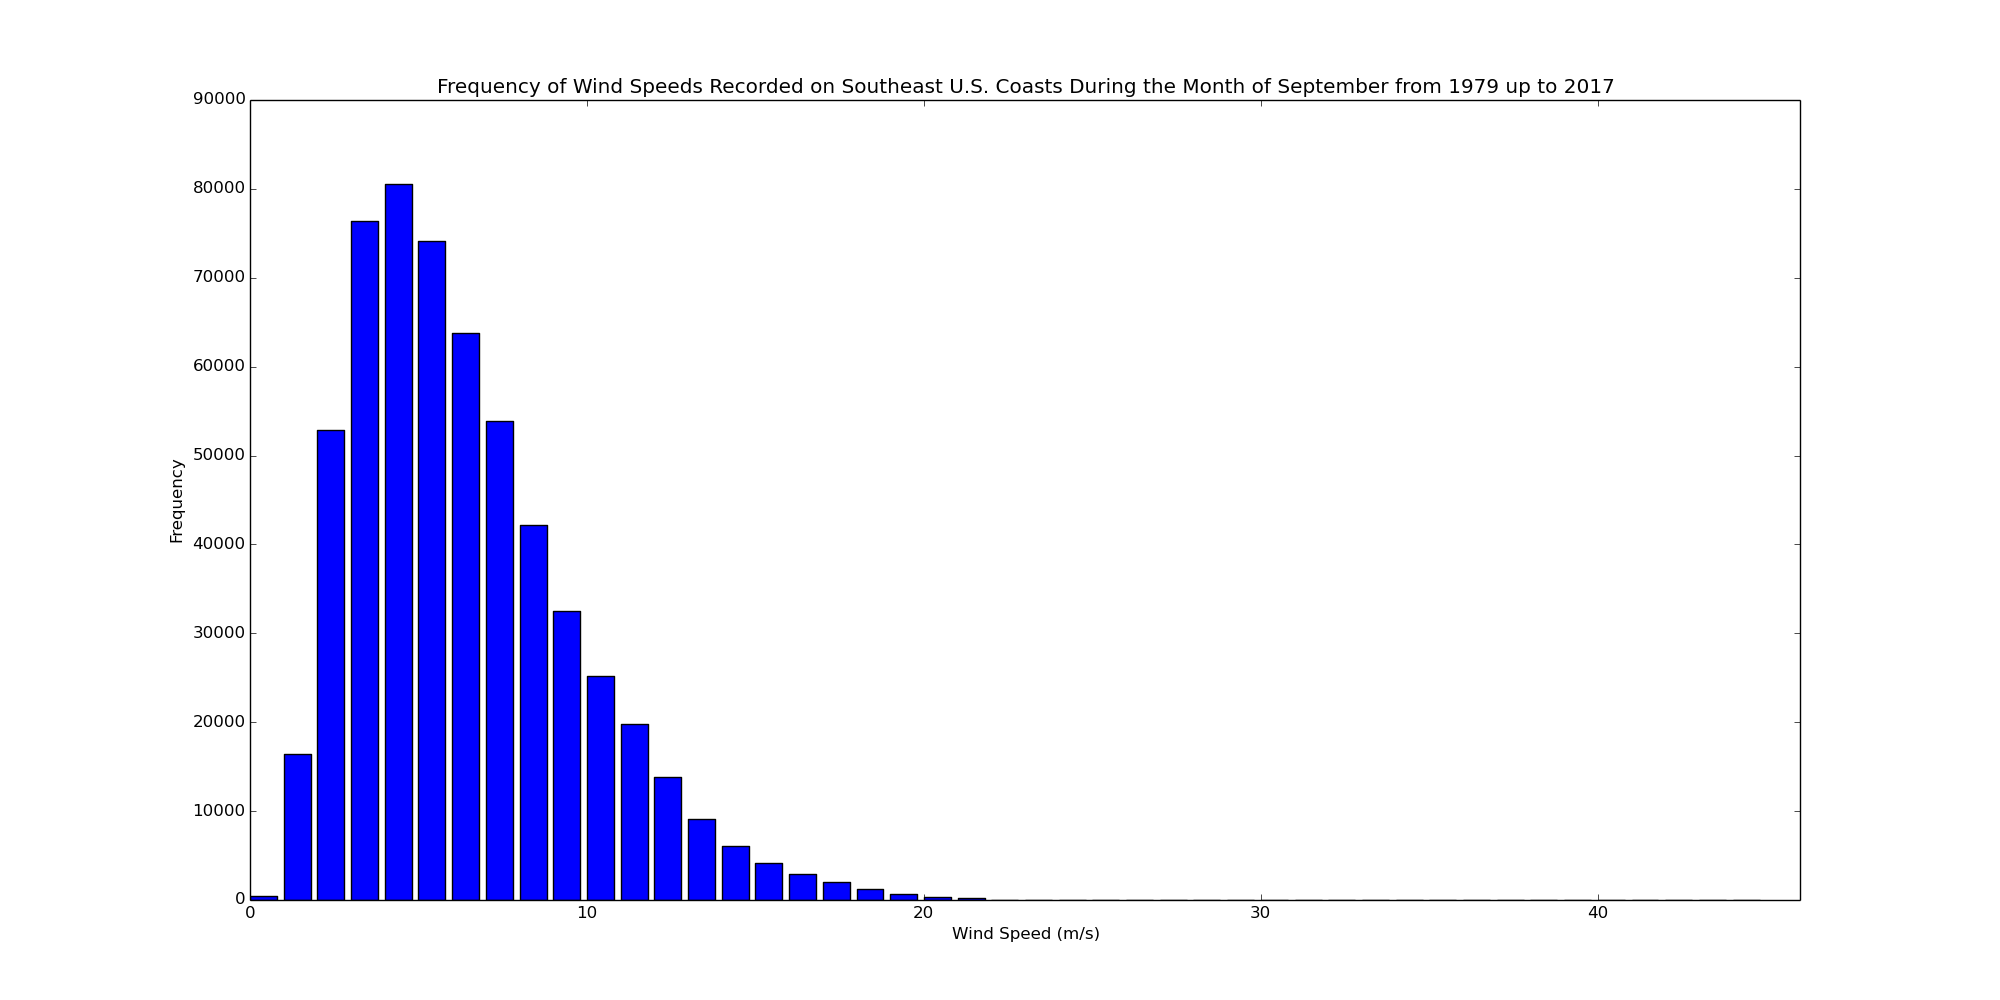 Frequency of Wind Speeds Recorded on Southeast U.S. Coasts During the Month of September from 1979 up to 2017
90000
80000
70000
60000
50000
40000
30000
20000
10000
0
Frequency
0 10 20 30 40
Wind Speed (m/s)